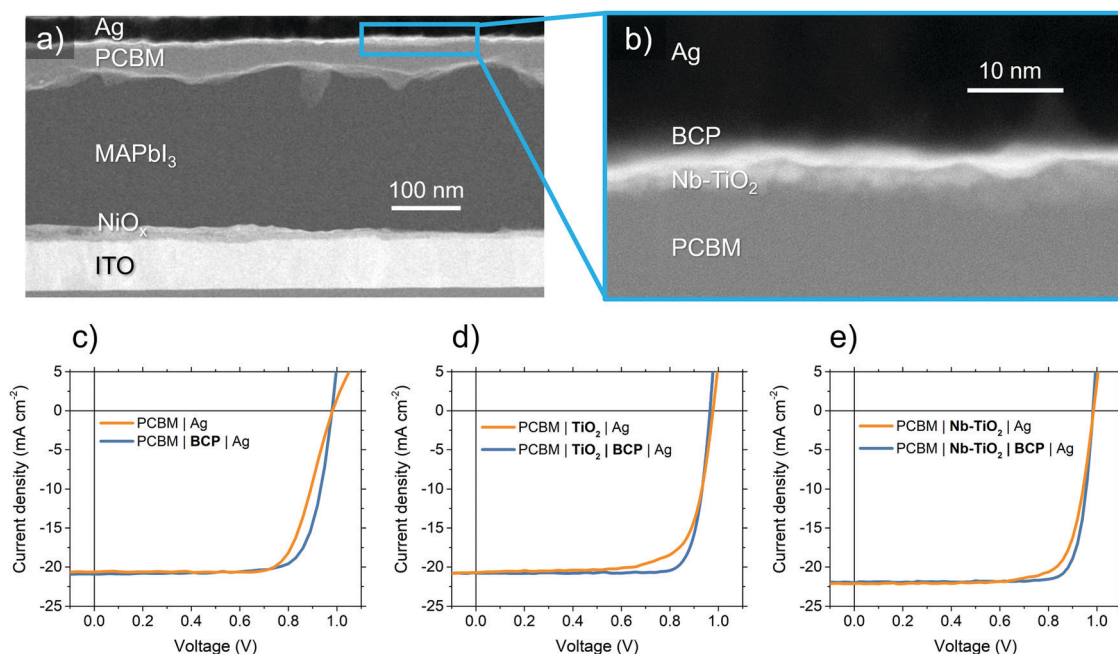 a)
Ag
PCBM
MAPbI₃
100 nm
NiOₓ
ITO
b)
Ag
10 nm
BCP
Nb-TiO₂
PCBM
c)
Current density (mA cm⁻²)
5
0
-5
-10
-15
-20
-25
PCBM | Ag
PCBM | BCP | Ag
0.0 0.2 0.4 0.6 0.8 1.0
Voltage (V)
d)
Current density (mA cm⁻²)
5
0
-5
-10
-15
-20
-25
PCBM | TiO₂ | Ag
PCBM | TiO₂ | BCP | Ag
0.0 0.2 0.4 0.6 0.8 1.0
Voltage (V)
e)
Current density (mA cm⁻²)
5
0
-5
-10
-15
-20
-25
PCBM | Nb-TiO₂ | Ag
PCBM | Nb-TiO₂ | BCP | Ag
0.0 0.2 0.4 0.6 0.8 1.0
Voltage (V)